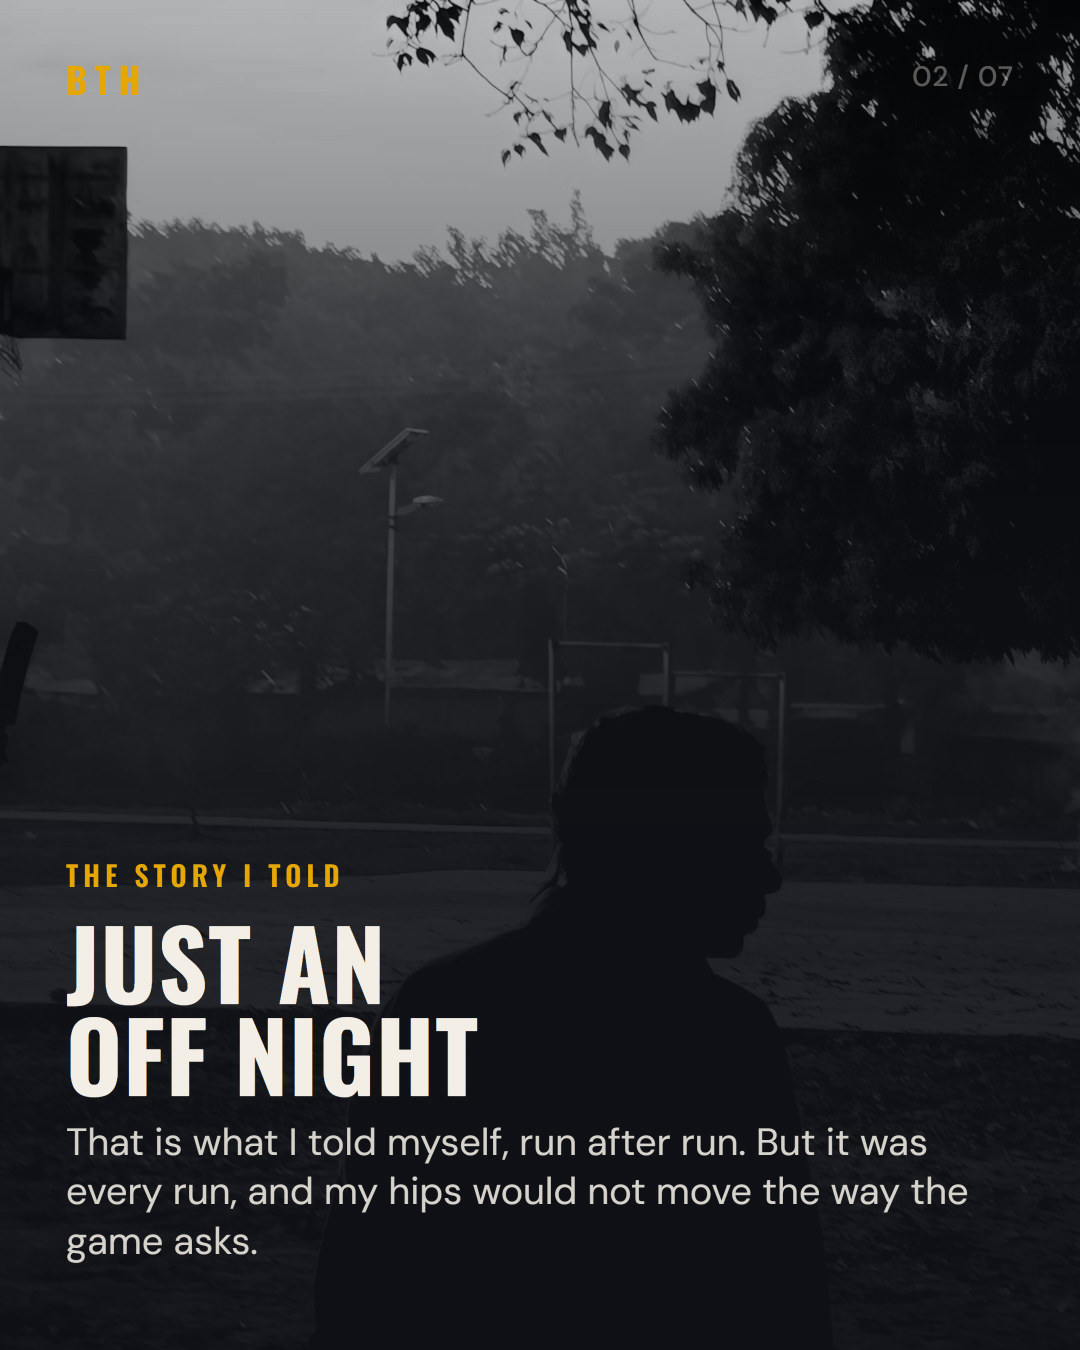 BTH
02 / 07
THE STORY I TOLD
JUST AN
OFF NIGHT
That is what I told myself, run after run. But it was
every run, and my hips would not move the way the
game asks.